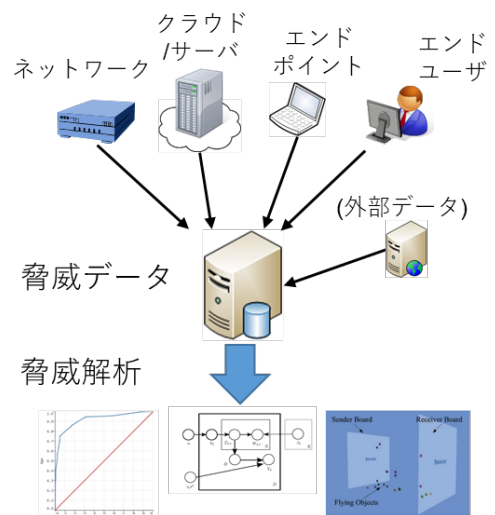 クラウド
/サーバ
エンド
ポイント
エンド
ユーザ
ネットワーク
(外部データ)
脅威データ
脅威解析
Sender Board
Receiver Board
Flying Objects